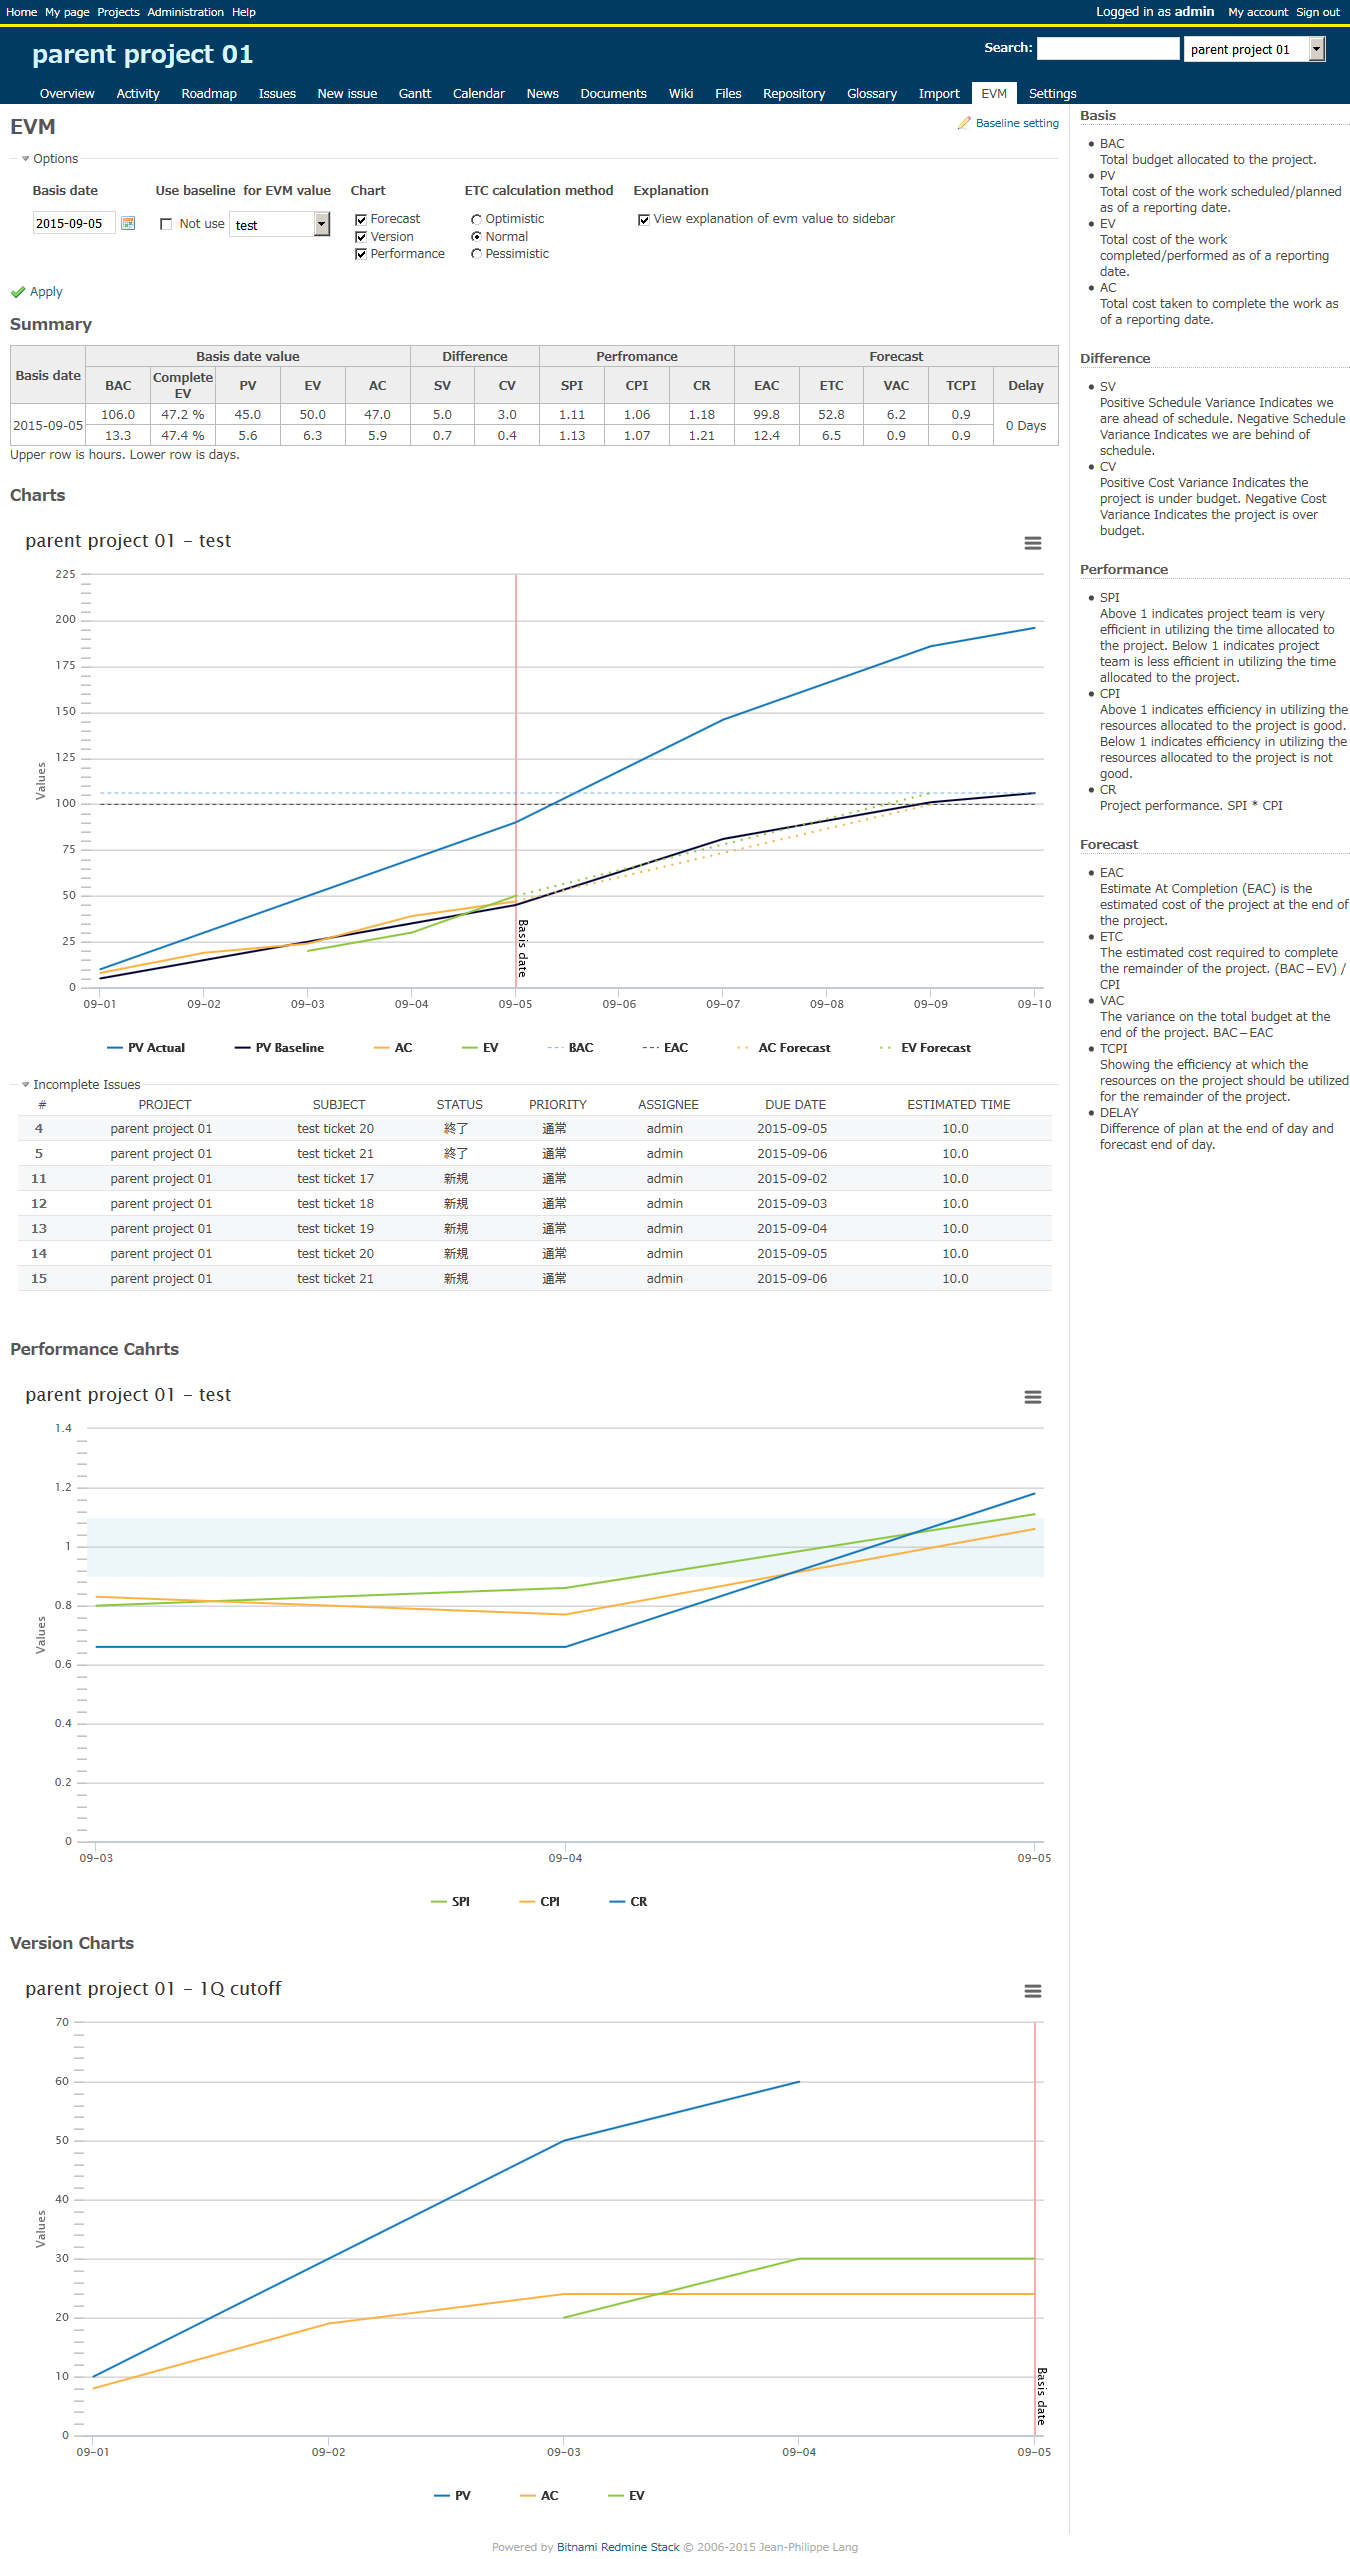 Home My page Projects Administration Help
Logged in as admin My account Sign out
parent project 01
Search: parent project 01
Overview Activity Roadmap Issues New issue Gantt Calendar News Documents Wiki Files Repository Glossary Import EVM Settings
EVM
Baseline setting
Options
Basis date Use baseline for EVM value Chart ETC calculation method Explanation
2015-09-05 Not use test
Forecast Optimistic View explanation of evm value to sidebar
Version Normal
Performance Pessimistic
Apply
Summary
Basis date Basis date value Difference Perfromance Forecast
BAC Complete EV PV EV AC SV CV SPI CPI CR EAC ETC VAC TCPI Delay
2015-09-05 106.0 47.2 % 45.0 50.0 47.0 5.0 3.0 1.11 1.06 1.18 99.8 52.8 6.2 0.9 0 Days
13.3 47.4 % 5.6 6.3 5.9 0.7 0.4 1.13 1.07 1.21 12.4 6.5 0.9 0.9
Upper row is hours. Lower row is days.
Charts
parent project 01 - test
225
200
175
150
125
100
75
50
25
0
Values
Basis date
09-01 09-02 09-03 09-04 09-05 09-06 09-07 09-08 09-09 09-10
PV Actual PV Baseline AC EV BAC EAC AC Forecast EV Forecast
Incomplete Issues
# PROJECT SUBJECT STATUS PRIORITY ASSIGNEE DUE DATE ESTIMATED TIME
4 parent project 01 test ticket 20 終了 通常 admin 2015-09-05 10.0
5 parent project 01 test ticket 21 終了 通常 admin 2015-09-06 10.0
11 parent project 01 test ticket 17 新規 通常 admin 2015-09-02 10.0
12 parent project 01 test ticket 18 新規 通常 admin 2015-09-03 10.0
13 parent project 01 test ticket 19 新規 通常 admin 2015-09-04 10.0
14 parent project 01 test ticket 20 新規 通常 admin 2015-09-05 10.0
15 parent project 01 test ticket 21 新規 通常 admin 2015-09-06 10.0
Performance Cahrts
parent project 01 - test
1.4
1.2
1
0.8
0.6
0.4
0.2
0
Values
09-03 09-04 09-05
SPI CPI CR
Version Charts
parent project 01 - 1Q cutoff
70
60
50
40
30
20
10
0
Values
Basis date
09-01 09-02 09-03 09-04 09-05
PV AC EV
Basis
BAC
Total budget allocated to the project.
PV
Total cost of the work scheduled/planned
as of a reporting date.
EV
Total cost of the work
completed/performed as of a reporting
date.
AC
Total cost taken to complete the work as
of a reporting date.
Difference
SV
Positive Schedule Variance Indicates we
are ahead of schedule. Negative Schedule
Variance Indicates we are behind of
schedule.
CV
Positive Cost Variance Indicates the
project is under budget. Negative Cost
Variance Indicates the project is over
budget.
Performance
SPI
Above 1 indicates project team is very
efficient in utilizing the time allocated to
the project. Below 1 indicates project
team is less efficient in utilizing the time
allocated to the project.
CPI
Above 1 indicates efficiency in utilizing the
resources allocated to the project is good.
Below 1 indicates efficiency in utilizing the
resources allocated to the project is not
good.
CR
Project performance. SPI * CPI
Forecast
EAC
Estimate At Completion (EAC) is the
estimated cost of the project at the end of
the project.
ETC
The estimated cost required to complete
the remainder of the project. (BAC−EV) /
CPI
VAC
The variance on the total budget at the
end of the project. BAC−EAC
TCPI
Showing the efficiency at which the
resources on the project should be utilized
for the remainder of the project.
DELAY
Difference of plan at the end of day and
forecast end of day.
Powered by Bitnami Redmine Stack © 2006-2015 Jean-Philippe Lang